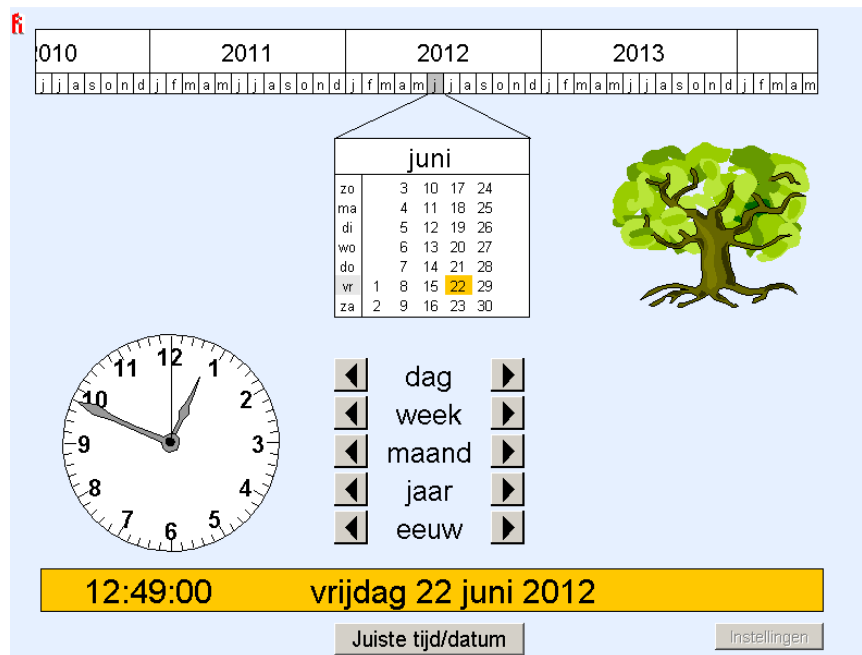 fi
2010 2011 2012 2013
j j a s o n d j f m a m j j a s o n d j f m a m j j a s o n d j f m a m j j a s o n d j f m a m
juni
zo 3 10 17 24
ma 4 11 18 25
di 5 12 19 26
wo 6 13 20 27
do 7 14 21 28
vr 1 8 15 22 29
za 2 9 16 23 30
12
11 1
10 2
9 3
8 4
7 5
6
dag
week
maand
jaar
eeuw
12:49:00 vrijdag 22 juni 2012
Juiste tijd/datum Instellingen